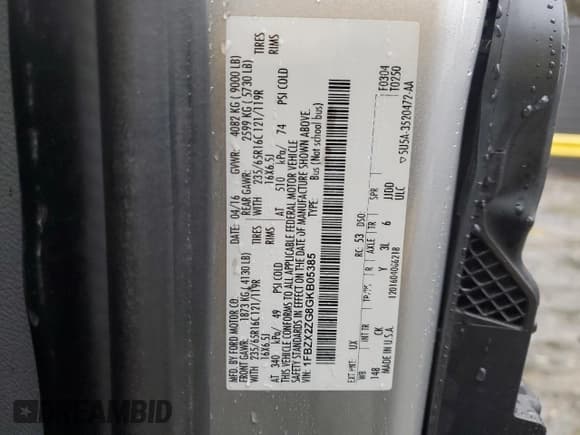 MFD. BY FORD MOTOR CO.
DATE: 04/16 GVWR: 4082 KG ( 9000 LB)
FRONT GAWR: 1873 KG ( 4130 LB) REAR GAWR: 2599 KG ( 5730 LB)
WITH 235/65R16C 121/119R TIRES WITH 235/65R16C 121/119R TIRES
16X6.5J RIMS 16X6.5J RIMS
AT 340 kPa/ 49 PSI COLD AT 510 kPa/ 74 PSI COLD
THIS VEHICLE CONFORMS TO ALL APPLICABLE FEDERAL MOTOR VEHICLE
SAFETY STANDARDS IN EFFECT ON THE DATE OF MANUFACTURE SHOWN ABOVE.
VIN: 1FBZX2ZG8GKB05385 TYPE: Bus (Not school bus)
F0304
T0250
EXT PNT: UX RC: 53 DSO:
WB INT TR TP/PS R AXLE TR SPR
148 CK Y 3L 6 JJDD
ULC
MADE IN U.S.A. ▽ 5U5A-3520472-AA
DREAMBID